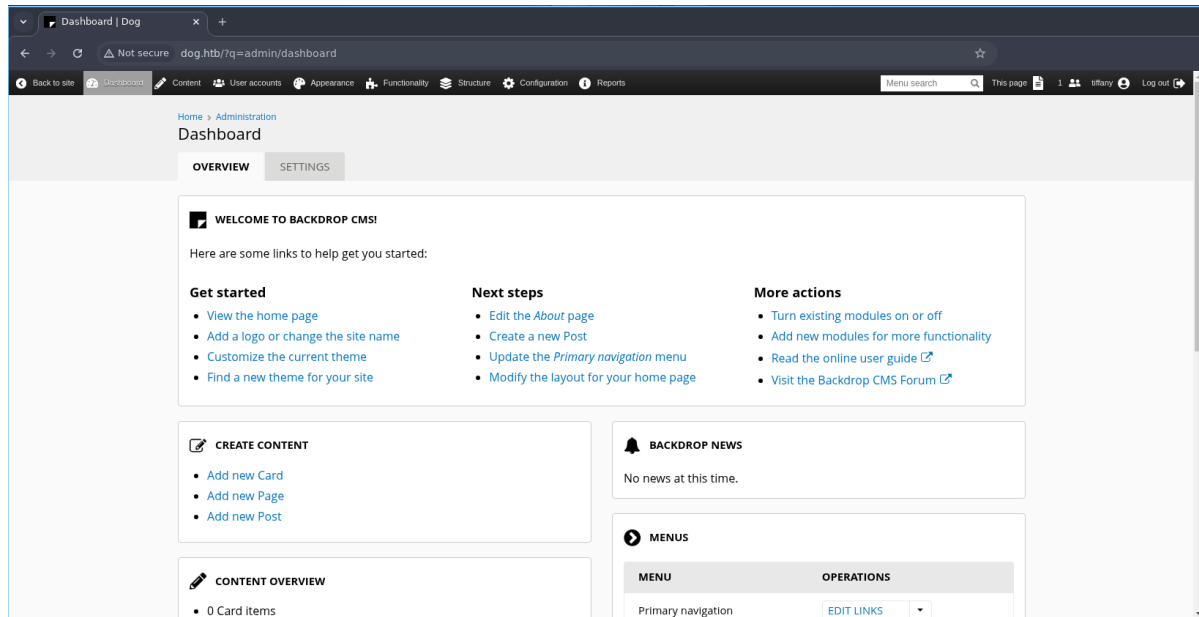 Dashboard | Dog
Not secure dog.htb/?q=admin/dashboard
Back to site Dashboard Content User accounts Appearance Functionality Structure Configuration Reports Menu search This page 1 tiffany Log out
Home › Administration
Dashboard
OVERVIEW SETTINGS
WELCOME TO BACKDROP CMS!
Here are some links to help get you started:
Get started
View the home page
Add a logo or change the site name
Customize the current theme
Find a new theme for your site
Next steps
Edit the About page
Create a new Post
Update the Primary navigation menu
Modify the layout for your home page
More actions
Turn existing modules on or off
Add new modules for more functionality
Read the online user guide
Visit the Backdrop CMS Forum
CREATE CONTENT
Add new Card
Add new Page
Add new Post
CONTENT OVERVIEW
0 Card items
BACKDROP NEWS
No news at this time.
MENUS
MENU OPERATIONS
Primary navigation EDIT LINKS